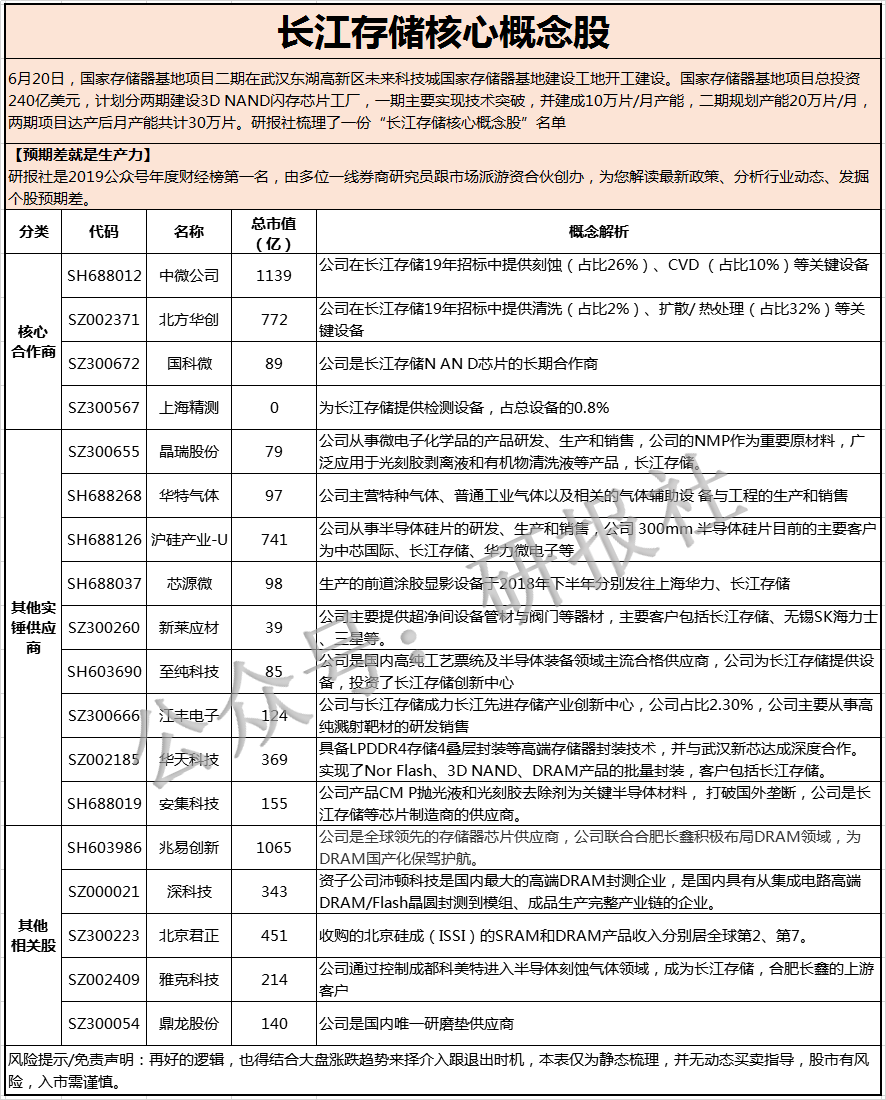 长江存储核心概念股
6月20日，国家存储器基地项目二期在武汉东湖高新区未来科技城国家存储器基地建设工地开工建设。国家存储器基地项目总投资
240亿美元，计划分两期建设3D NAND闪存芯片工厂，一期主要实现技术突破，并建成10万片/月产能，二期规划产能20万片/月，
两期项目达产后月产能共计30万片。研报社梳理了一份“长江存储核心概念股”名单
【预期差就是生产力】
研报社是2019公众号年度财经榜第一名，由多位一线券商研究员跟市场派游资合伙创办，为您解读最新政策、分析行业动态、发掘
个股预期差。
分类 代码 名称 总市值（亿） 概念解析
核心合作商
SH688012 中微公司 1139 公司在长江存储19年招标中提供刻蚀（占比26%）、CVD （占比10%）等关键设备
SZ002371 北方华创 772 公司在长江存储19年招标中提供清洗（占比2%）、扩散/ 热处理（占比32%）等关
键设备
SZ300672 国科微 89 公司是长江存储N AN D芯片的长期合作商
SZ300567 上海精测 0 为长江存储提供检测设备，占总设备的0.8%
其他实锤供应商
SZ300655 晶瑞股份 79 公司从事微电子化学品的产品研发、生产和销售，公司的NMP作为重要原材料，广
泛应用于光刻胶剥离液和有机物清洗液等产品，长江存储。
SH688268 华特气体 97 公司主营特种气体、普通工业气体以及相关的气体辅助设 备与工程的生产和销售
SH688126 沪硅产业-U 741 公司从事半导体硅片的研发、生产和销售，公司 300mm 半导体硅片目前的主要客户
为中芯国际、长江存储、华力微电子等
SH688037 芯源微 98 生产的前道涂胶显影设备于2018年下半年分别发往上海华力、长江存储
SZ300260 新莱应材 39 公司主要提供超净间设备管材与阀门等器材，主要客户包括长江存储、无锡SK海力士
、三星等。
SH603690 至纯科技 85 公司是国内高纯工艺票统及半导体装备领域主流合格供应商，公司为长江存储提供设
备，投资了长江存储创新中心
SZ300666 江丰电子 124 公司与长江存储成力长江先进存储产业创新中心，公司占比2.30%，公司主要从事高
纯溅射靶材的研发销售
SZ002185 华天科技 369 具备LPDDR4存储4叠层封装等高端存储器封装技术，并与武汉新芯达成深度合作。
实现了Nor Flash、3D NAND、DRAM产品的批量封装，客户包括长江存储。
SH688019 安集科技 155 公司产品CM P抛光液和光刻胶去除剂为关键半导体材料， 打破国外垄断，公司是长
江存储等芯片制造商的供应商。
其他相关股
SH603986 兆易创新 1065 公司是全球领先的存储器芯片供应商，公司联合合肥长鑫积极布局DRAM领域，为
DRAM国产化保驾护航。
SZ000021 深科技 343 资子公司沛顿科技是国内最大的高端DRAM封测企业，是国内具有从集成电路高端
DRAM/Flash晶圆封测到模组、成品生产完整产业链的企业。
SZ300223 北京君正 451 收购的北京硅成（ISSI）的SRAM和DRAM产品收入分别居全球第2、第7。
SZ002409 雅克科技 214 公司通过控制成都科美特进入半导体刻蚀气体领域，成为长江存储，合肥长鑫的上游
客户
SZ300054 鼎龙股份 140 公司是国内唯一研磨垫供应商
风险提示/免责声明：再好的逻辑，也得结合大盘涨跌趋势来择介入跟退出时机，本表仅为静态梳理，并无动态买卖指导，股市有风
险，入市需谨慎。
公众号：研报社